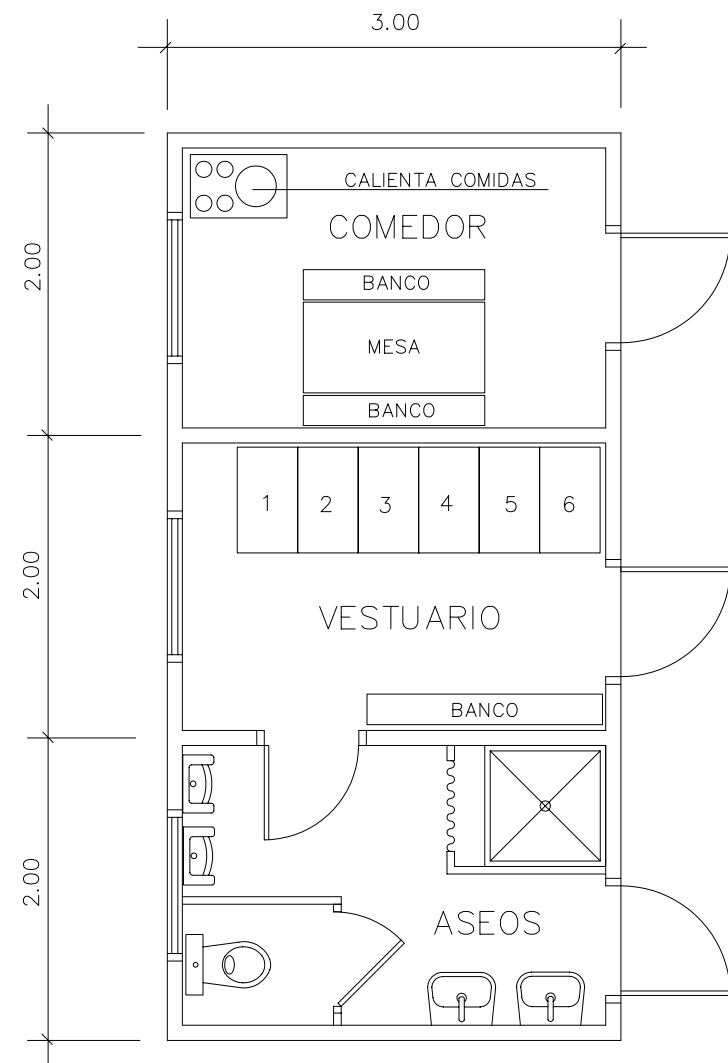 3.00
CALIENTA COMIDAS
COMEDOR
2.00
BANCO
MESA
BANCO
1 2 3 4 5 6
2.00
VESTUARIO
BANCO
2.00
ASEOS